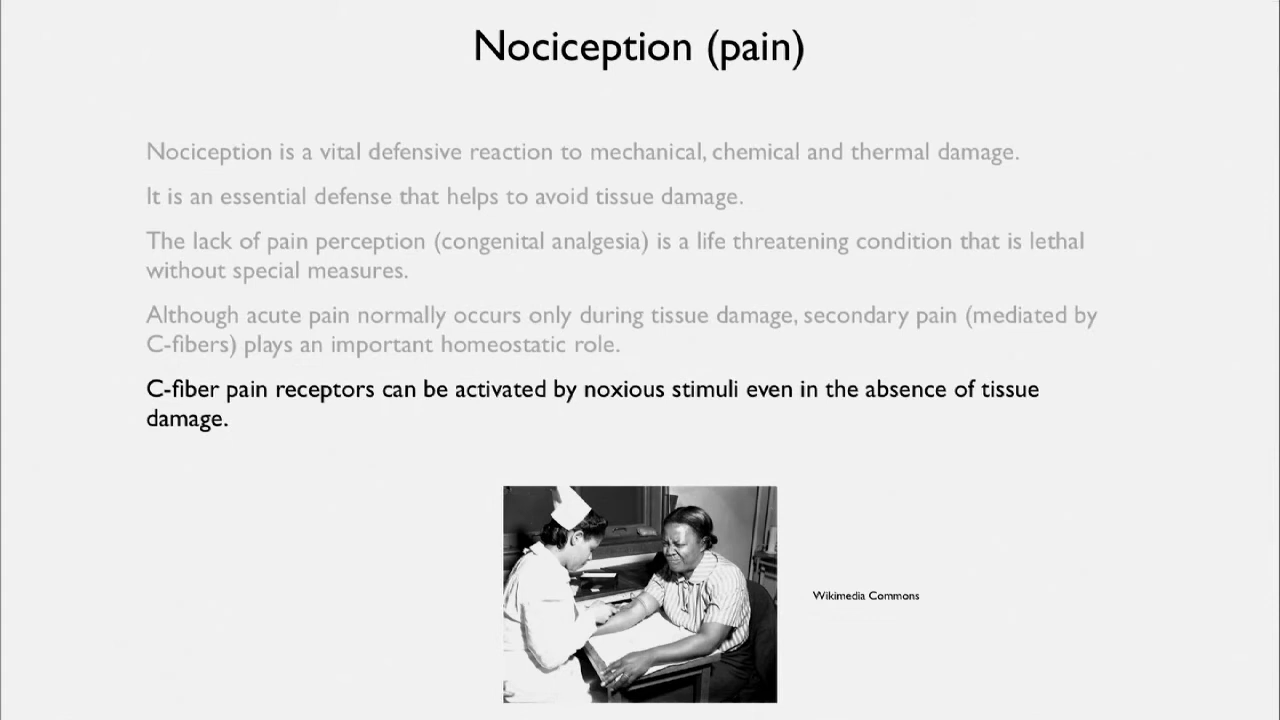 Nociception (pain)
Nociception is a vital defensive reaction to mechanical, chemical and thermal damage.
It is an essential defense that helps to avoid tissue damage.
The lack of pain perception (congenital analgesia) is a life threatening condition that is lethal
without special measures.
Although acute pain normally occurs only during tissue damage, secondary pain (mediated by
C-fibers) plays an important homeostatic role.
C-fiber pain receptors can be activated by noxious stimuli even in the absence of tissue
damage.
Wikimedia Commons